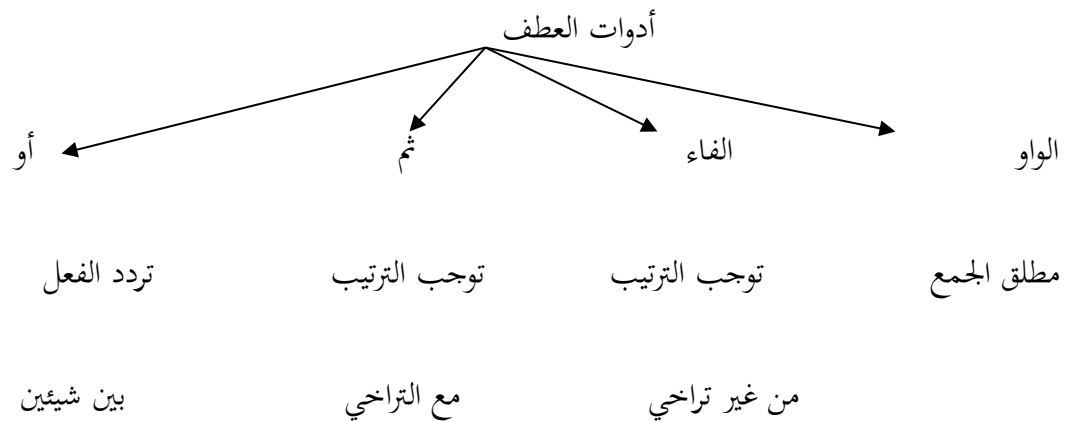 أدوات العطف
الواو الفاء ثم أو
مطلق الجمع توجب الترتيب توجب الترتيب تردد الفعل
من غير تراخي مع التراخي بين شيئين